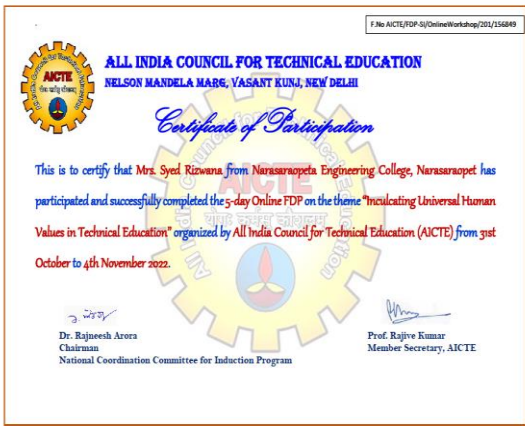 F.No AICTE/FDP-SI/OnlineWorkshop/201/156849
AICTE
ALL INDIA COUNCIL FOR TECHNICAL EDUCATION
NELSON MANDELA MARG, VASANT KUNJ, NEW DELHI
Certificate of Participation
This is to certify that Mrs. Syed Rizwana from Narasaraopeta Engineering College, Narasaraopet has
participated and successfully completed the 5-day Online FDP on the theme "Inculcating Universal Human
Values in Technical Education" organized by All India Council for Technical Education (AICTE) from 31st
October to 4th November 2022.
Dr. Rajneesh Arora
Chairman
National Coordination Committee for Induction Program
Prof. Rajive Kumar
Member Secretary, AICTE